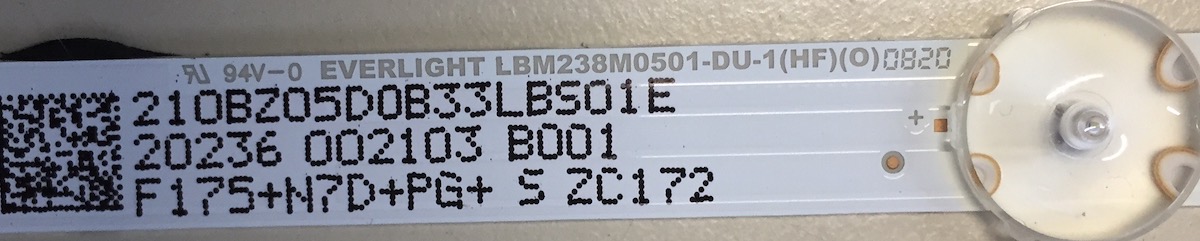 94V-0 EVERLIGHT LBM238M0501-DU-1(HF)(O)0820
210BZ05D0B33LBS01E
20236 002103 B001
F175+N7D+PG+ S ZC172
+